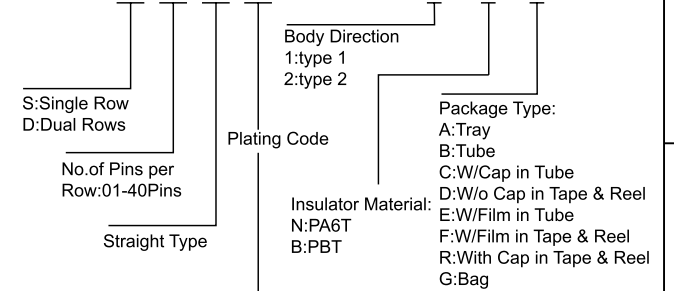 Body Direction
1:type 1
2:type 2
S:Single Row
D:Dual Rows
Plating Code
No.of Pins per
Row:01-40Pins
Straight Type
Insulator Material:
N:PA6T
B:PBT
Package Type:
A:Tray
B:Tube
C:W/Cap in Tube
D:W/o Cap in Tape & Reel
E:W/Film in Tube
F:W/Film in Tape & Reel
R:With Cap in Tape & Reel
G:Bag